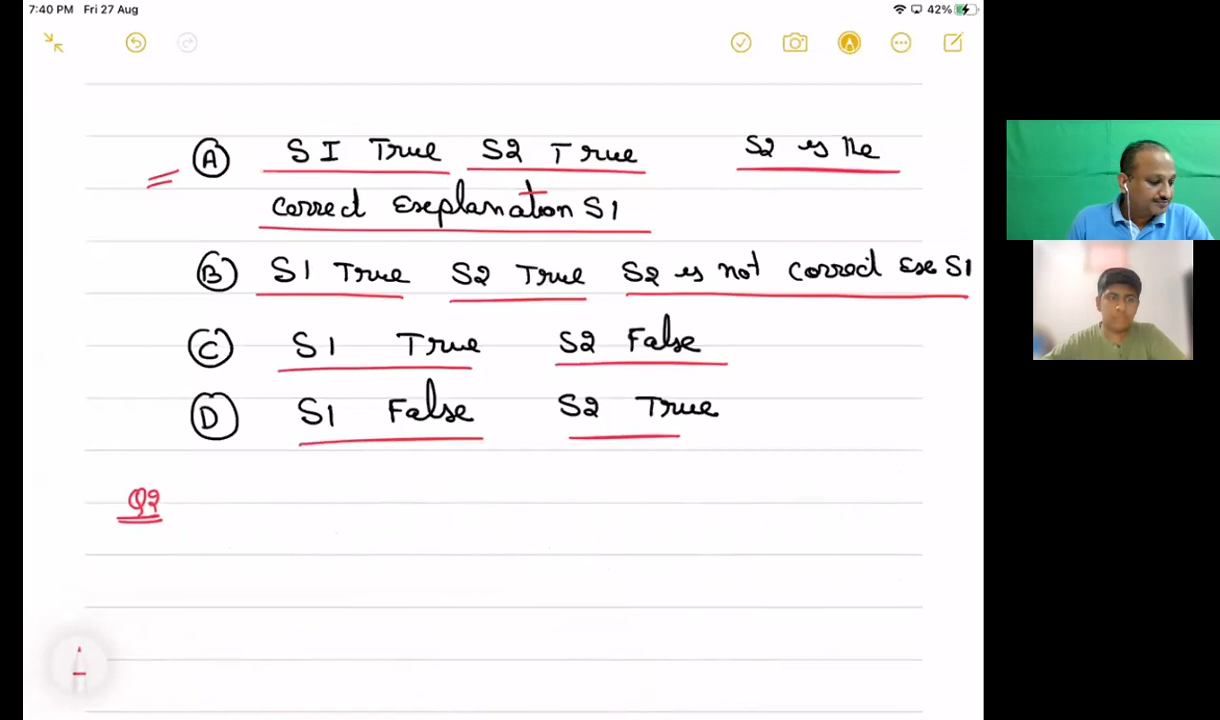 7:40 PM Fri 27 Aug
42%
A S I True S2 True S2 is the
correct Explanation S1
B S1 True S2 True S2 is not correct Exe S1
C S1 True S2 False
D S1 False S2 True
Q2